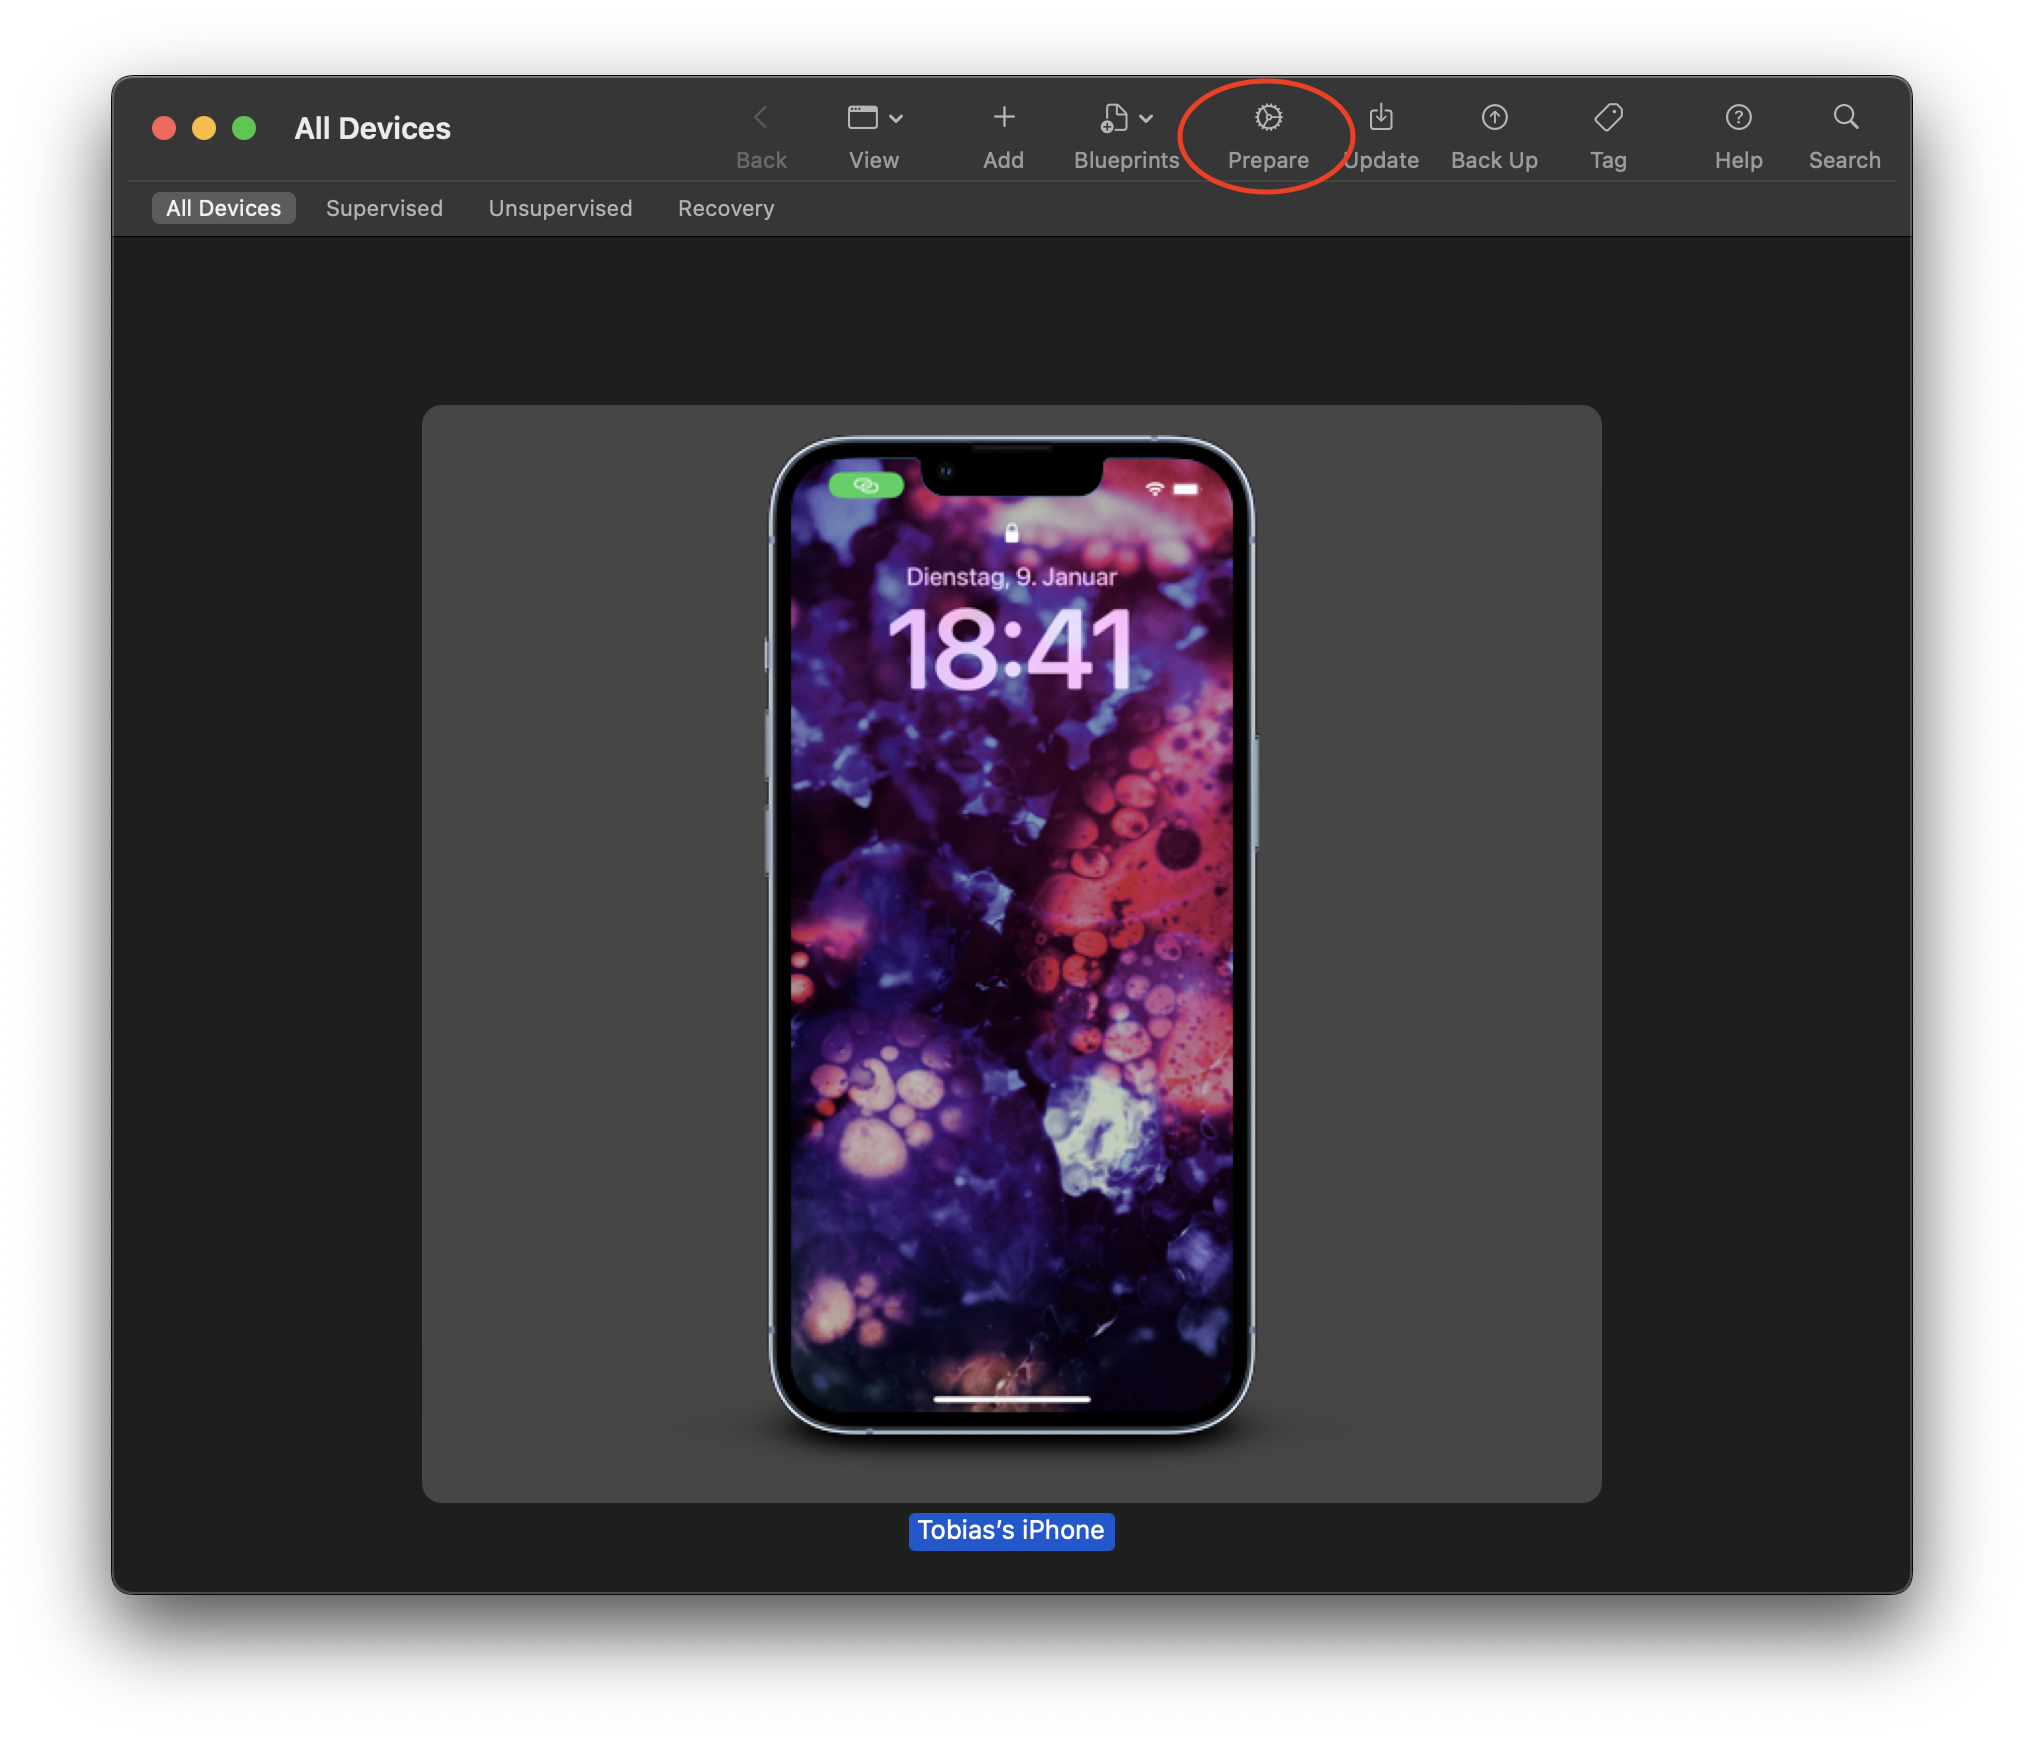 All Devices
Back
View
Add
Blueprints
Prepare
Update
Back Up
Tag
Help
Search
All Devices
Supervised
Unsupervised
Recovery
Dienstag, 9. Januar
18:41
Tobias’s iPhone